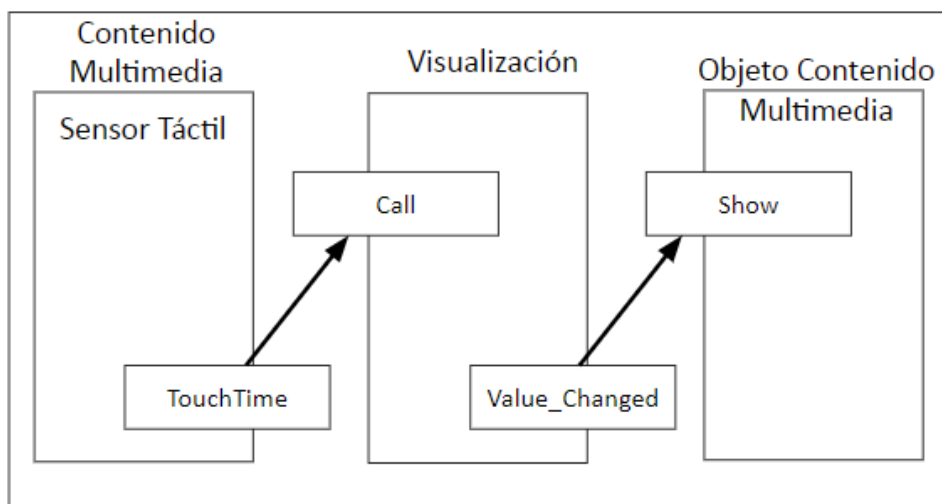 Contenido
Multimedia
Sensor Táctil
Visualización
Objeto Contenido
Multimedia
Call
Show
TouchTime
Value_Changed